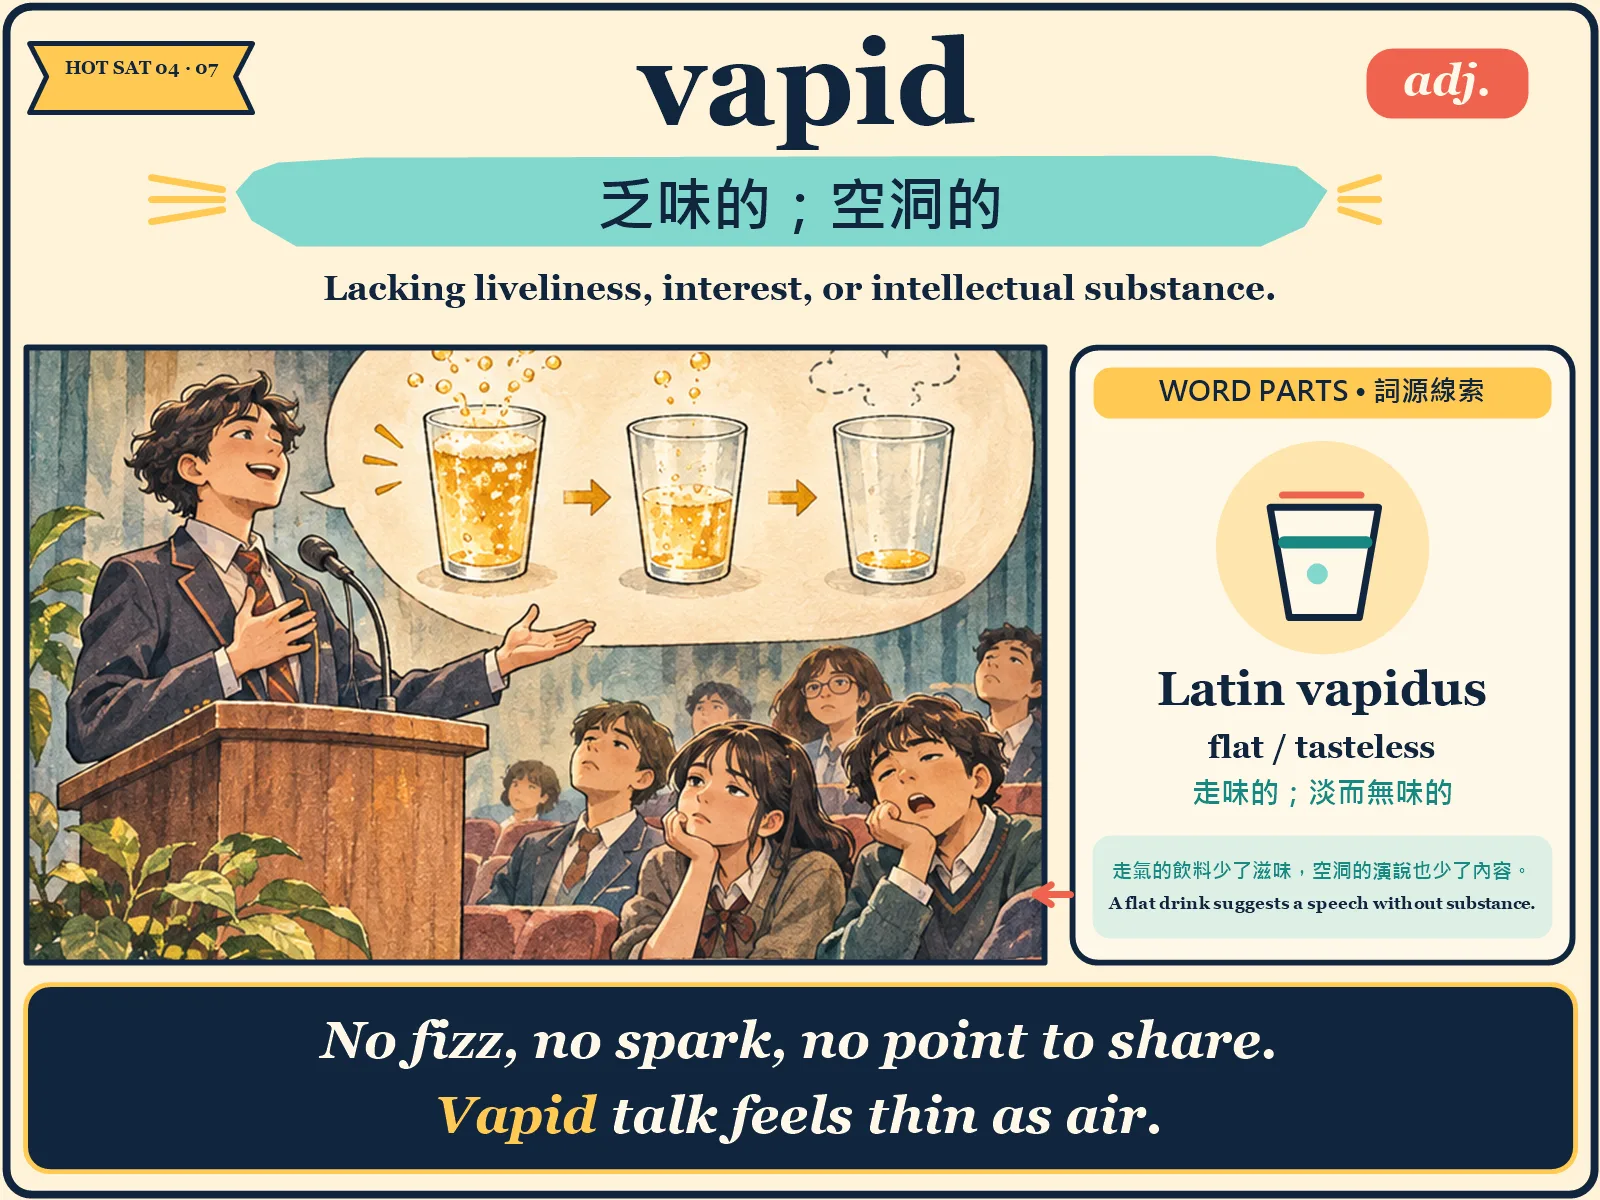 HOT SAT 04 · 07
vapid
adj.
乏味的；空洞的
Lacking liveliness, interest, or intellectual substance.
WORD PARTS • 詞源線索
Latin vapidus
flat / tasteless
走味的；淡而無味的
走氣的飲料少了滋味，空洞的演說也少了內容。
A flat drink suggests a speech without substance.
No fizz, no spark, no point to share.
Vapid talk feels thin as air.